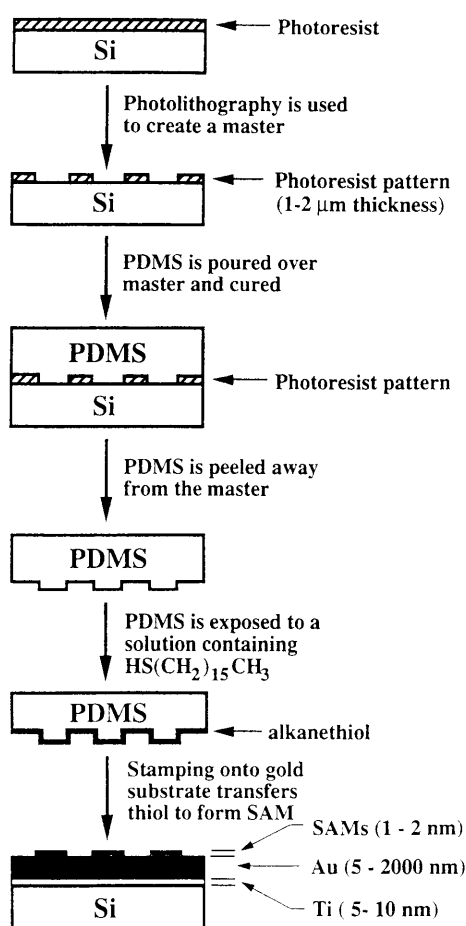 Photoresist
Si
Photolithography is used
to create a master
Photoresist pattern
(1-2 μm thickness)
Si
PDMS is poured over
master and cured
PDMS
Photoresist pattern
Si
PDMS is peeled away
from the master
PDMS
PDMS is exposed to a
solution containing
HS(CH₂)₁₅CH₃
PDMS
alkanethiol
Stamping onto gold
substrate transfers
thiol to form SAM
SAMs (1 - 2 nm)
Au (5 - 2000 nm)
Ti ( 5- 10 nm)
Si